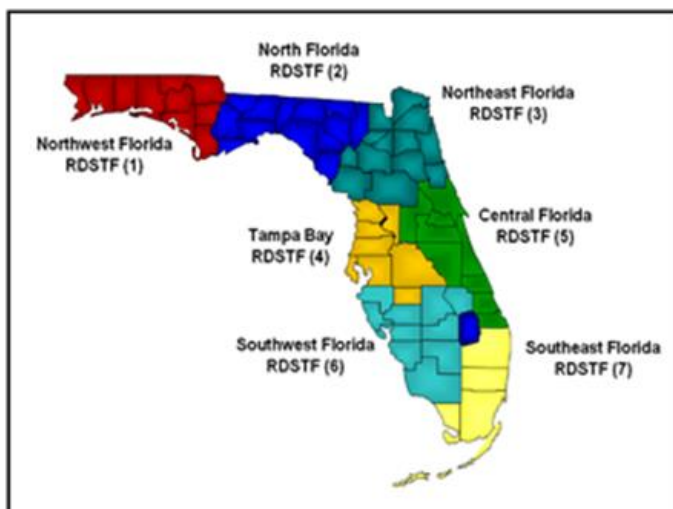 North Florida
RDSTF (2)
Northeast Florida
RDSTF (3)
Northwest Florida
RDSTF (1)
Central Florida
RDSTF (5)
Tampa Bay
RDSTF (4)
Southwest Florida
RDSTF (6)
Southeast Florida
RDSTF (7)